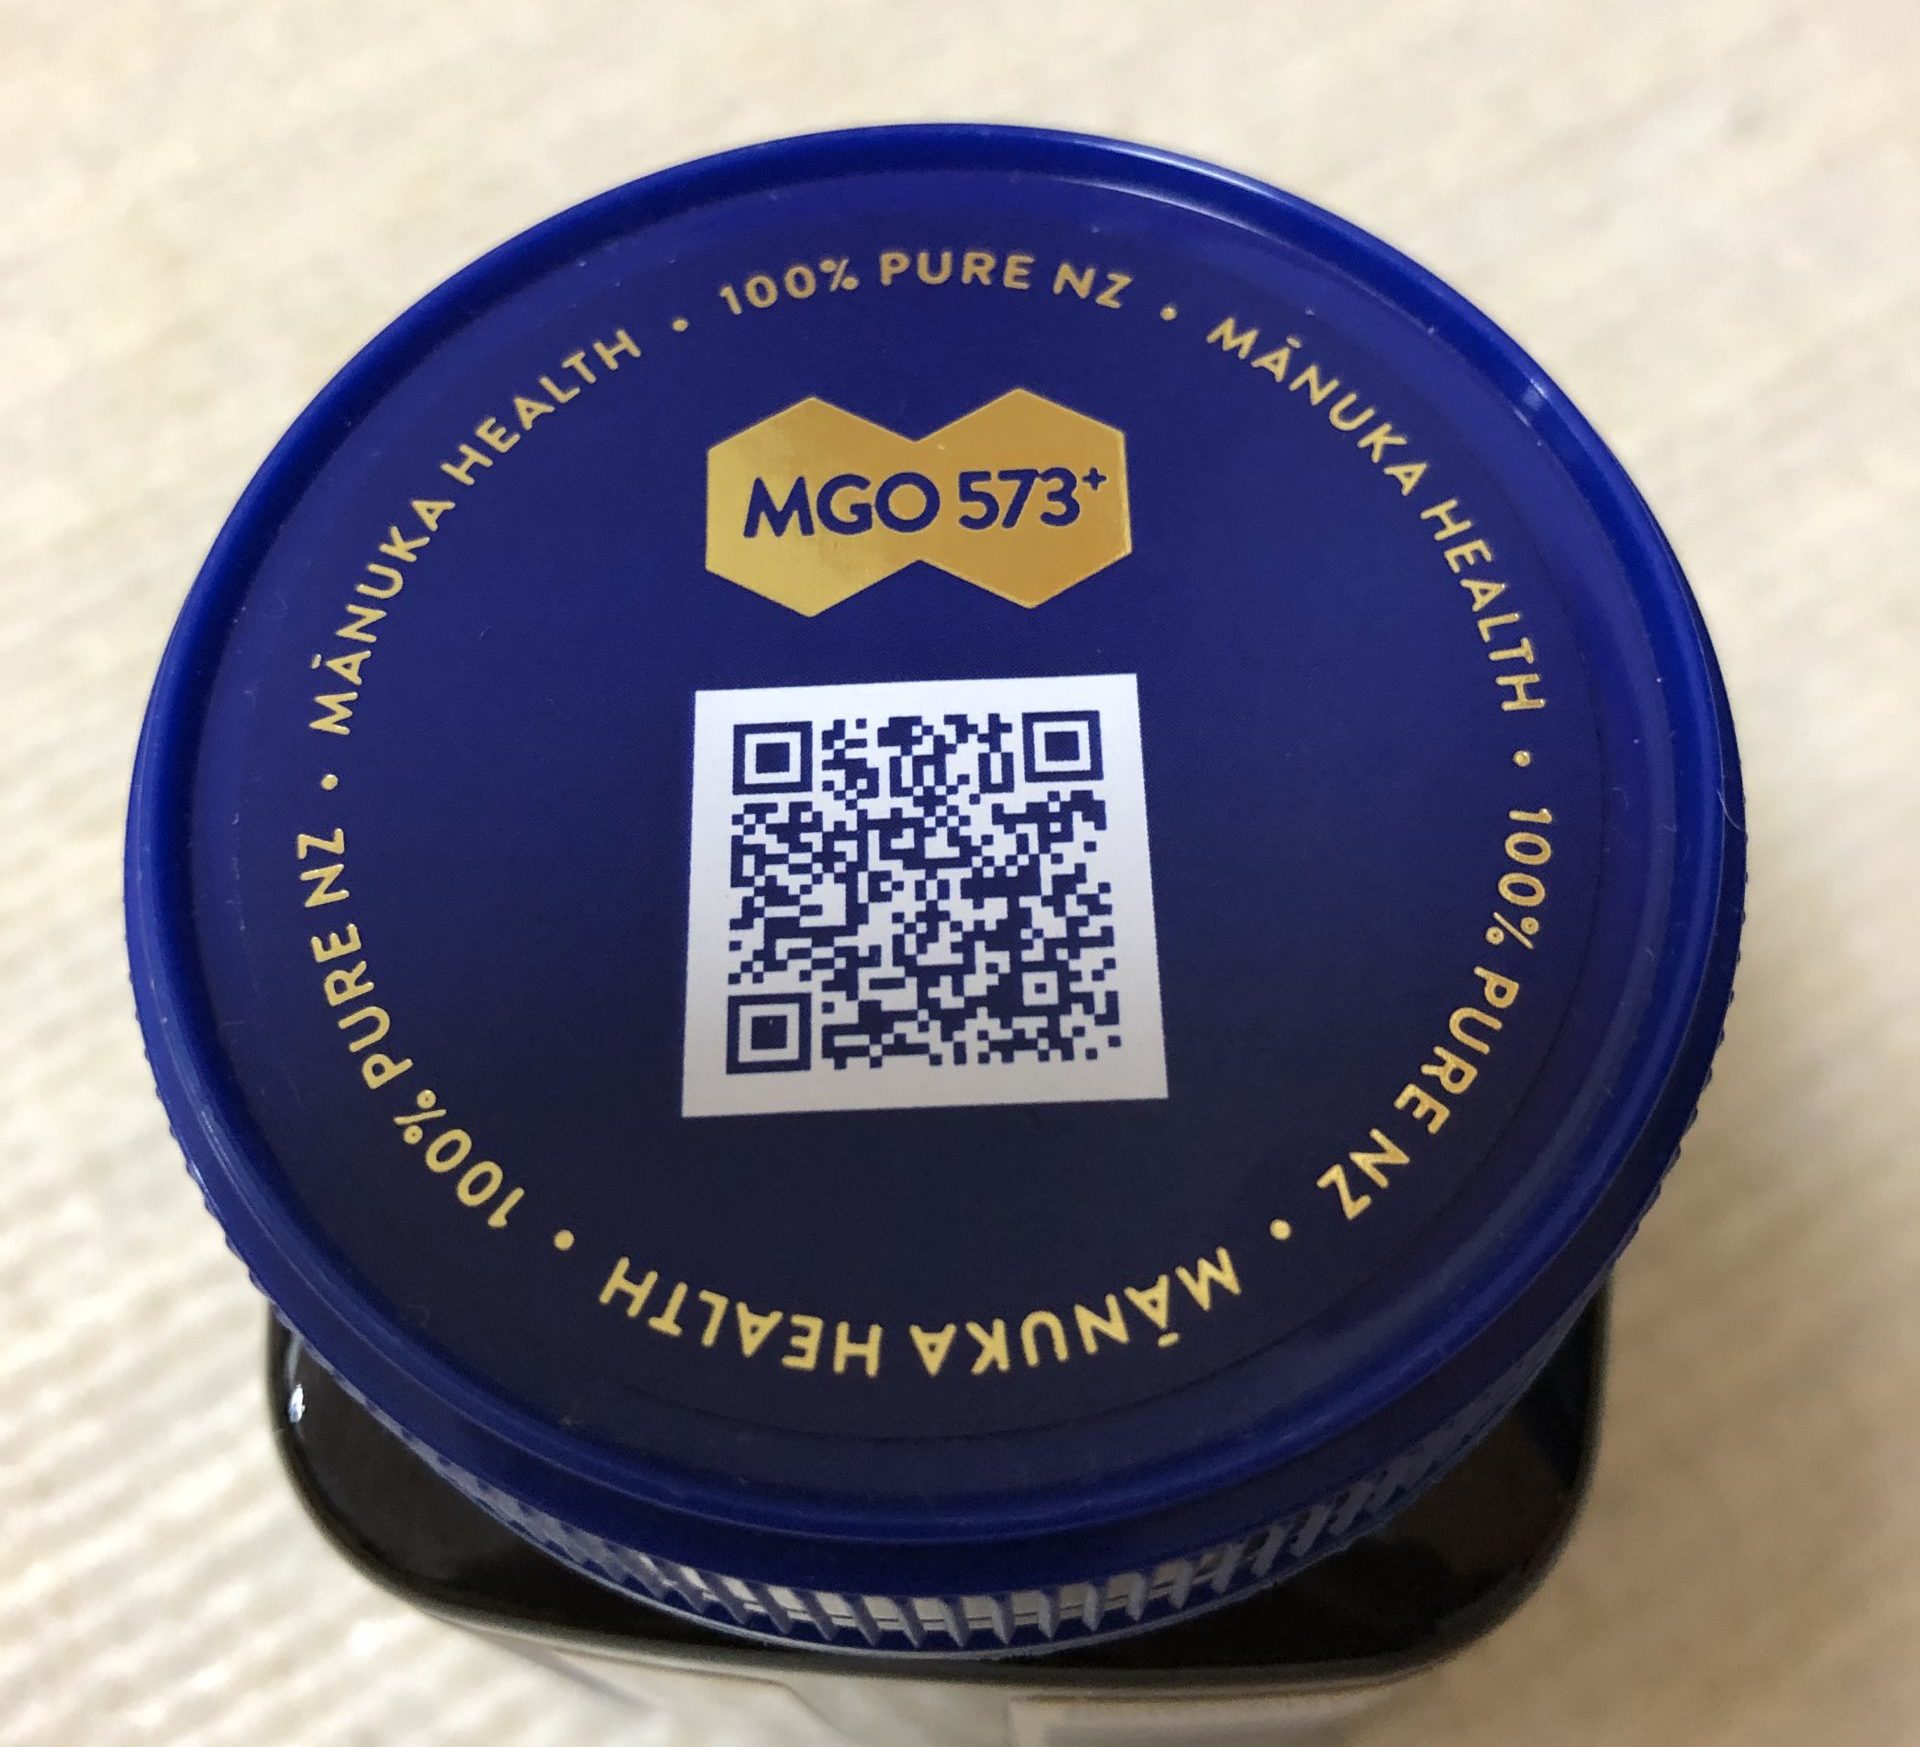 100% PURE NZ • MĀNUKA HEALTH • 100% PURE NZ • MĀNUKA HEALTH • 100% PURE NZ • MĀNUKA HEALTH •
MGO 573+